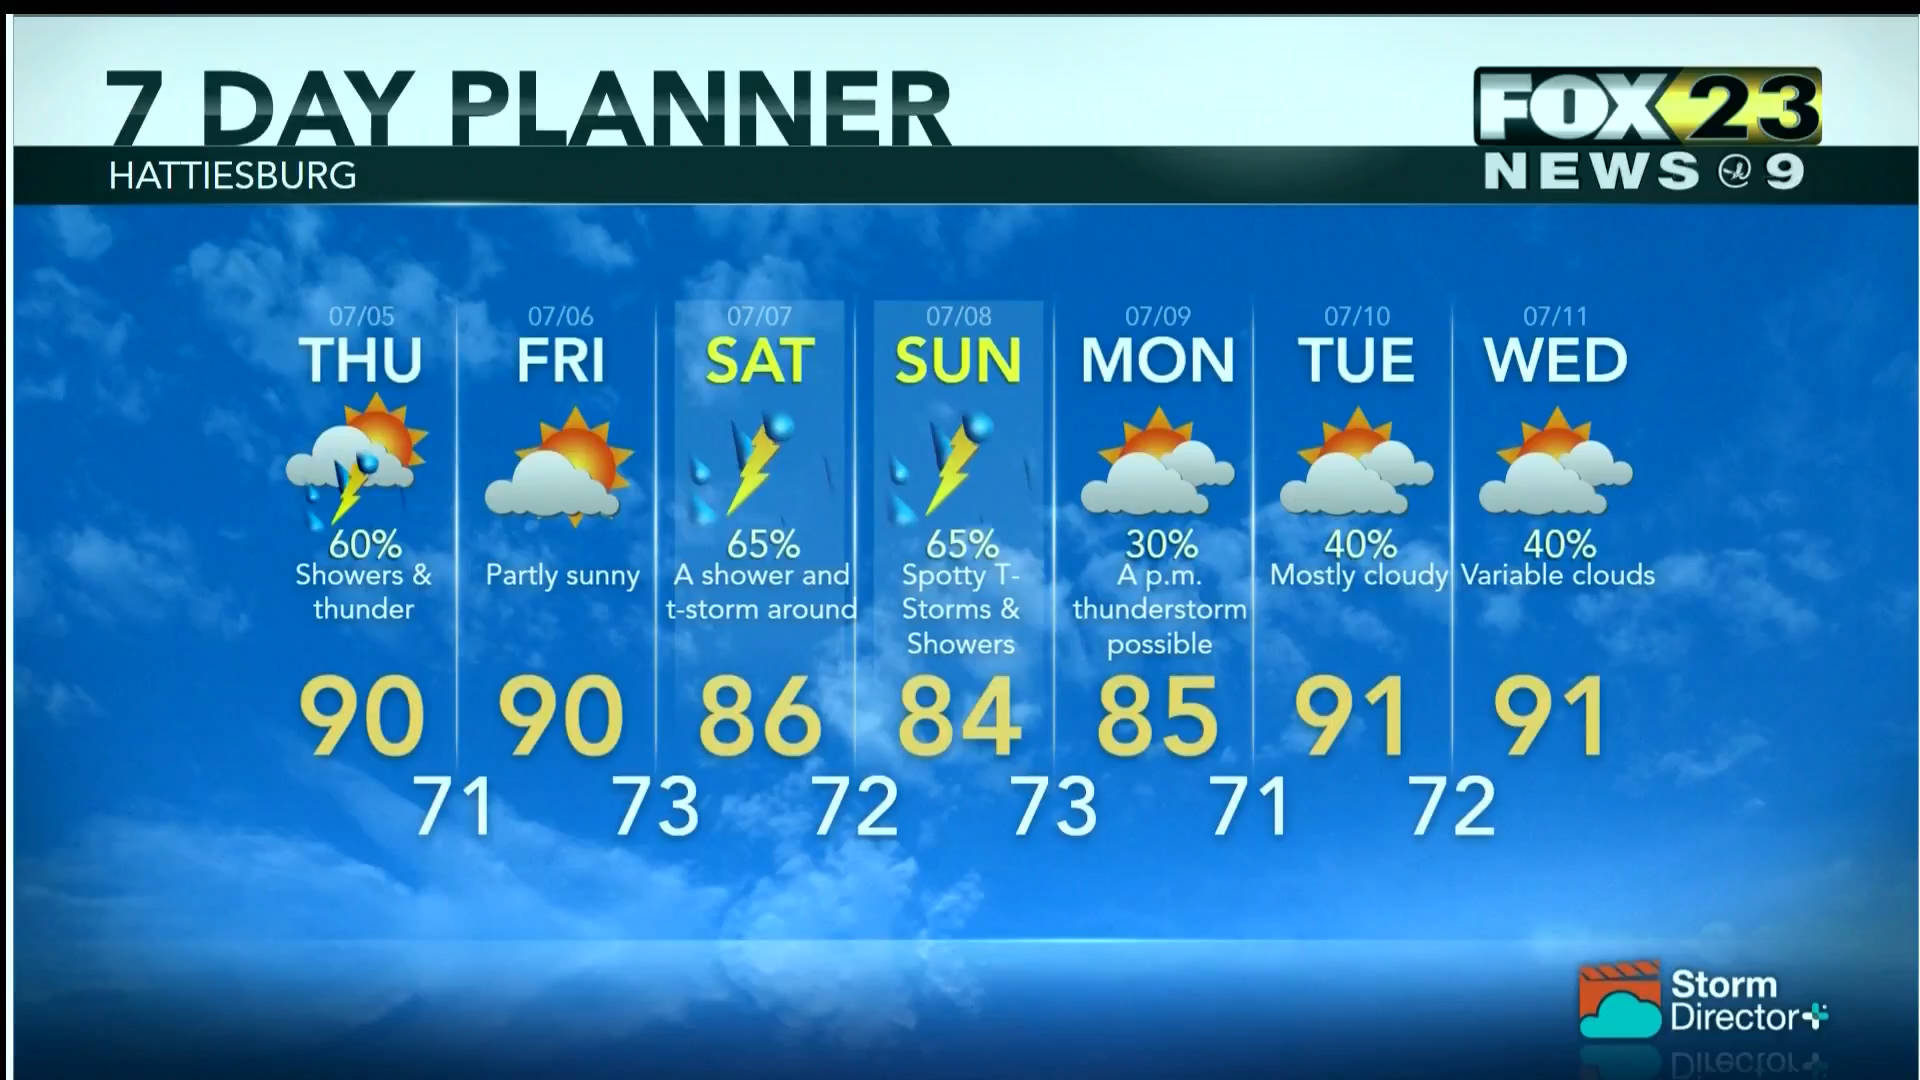 7 DAY PLANNER
HATTIESBURG
FOX 23
NEWS @ 9
07/05 07/06 07/07 07/08 07/09 07/10 07/11
THU FRI SAT SUN MON TUE WED
60% 65% 65% 30% 40% 40%
Showers & Partly sunny A shower and Spotty T- A p.m. Mostly cloudy Variable clouds
thunder t-storm around Storms & thunderstorm
Showers possible
90 90 86 84 85 91 91
71 73 72 73 71 72
Storm
Director+